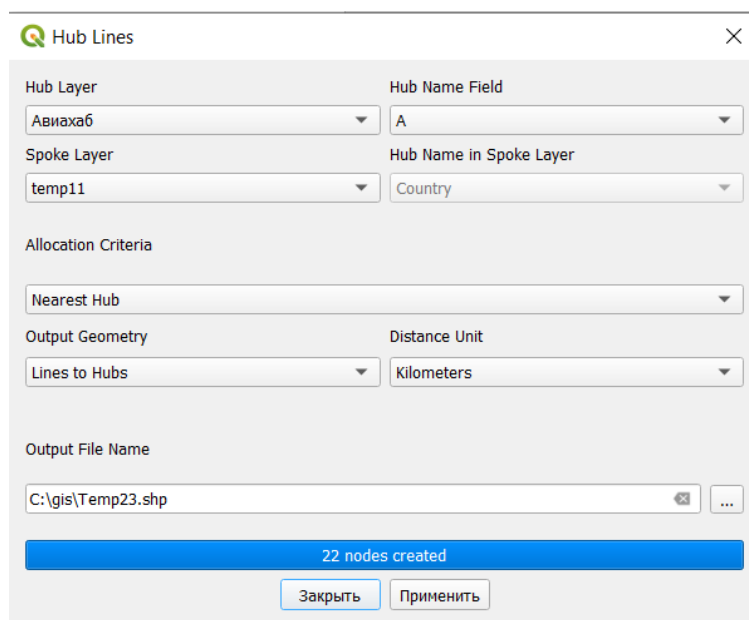 Hub Lines
Hub Layer
Hub Name Field
Авиахаб
A
Spoke Layer
Hub Name in Spoke Layer
temp11
Country
Allocation Criteria
Nearest Hub
Output Geometry
Distance Unit
Lines to Hubs
Kilometers
Output File Name
C:\gis\Temp23.shp
...
22 nodes created
Закрыть
Применить